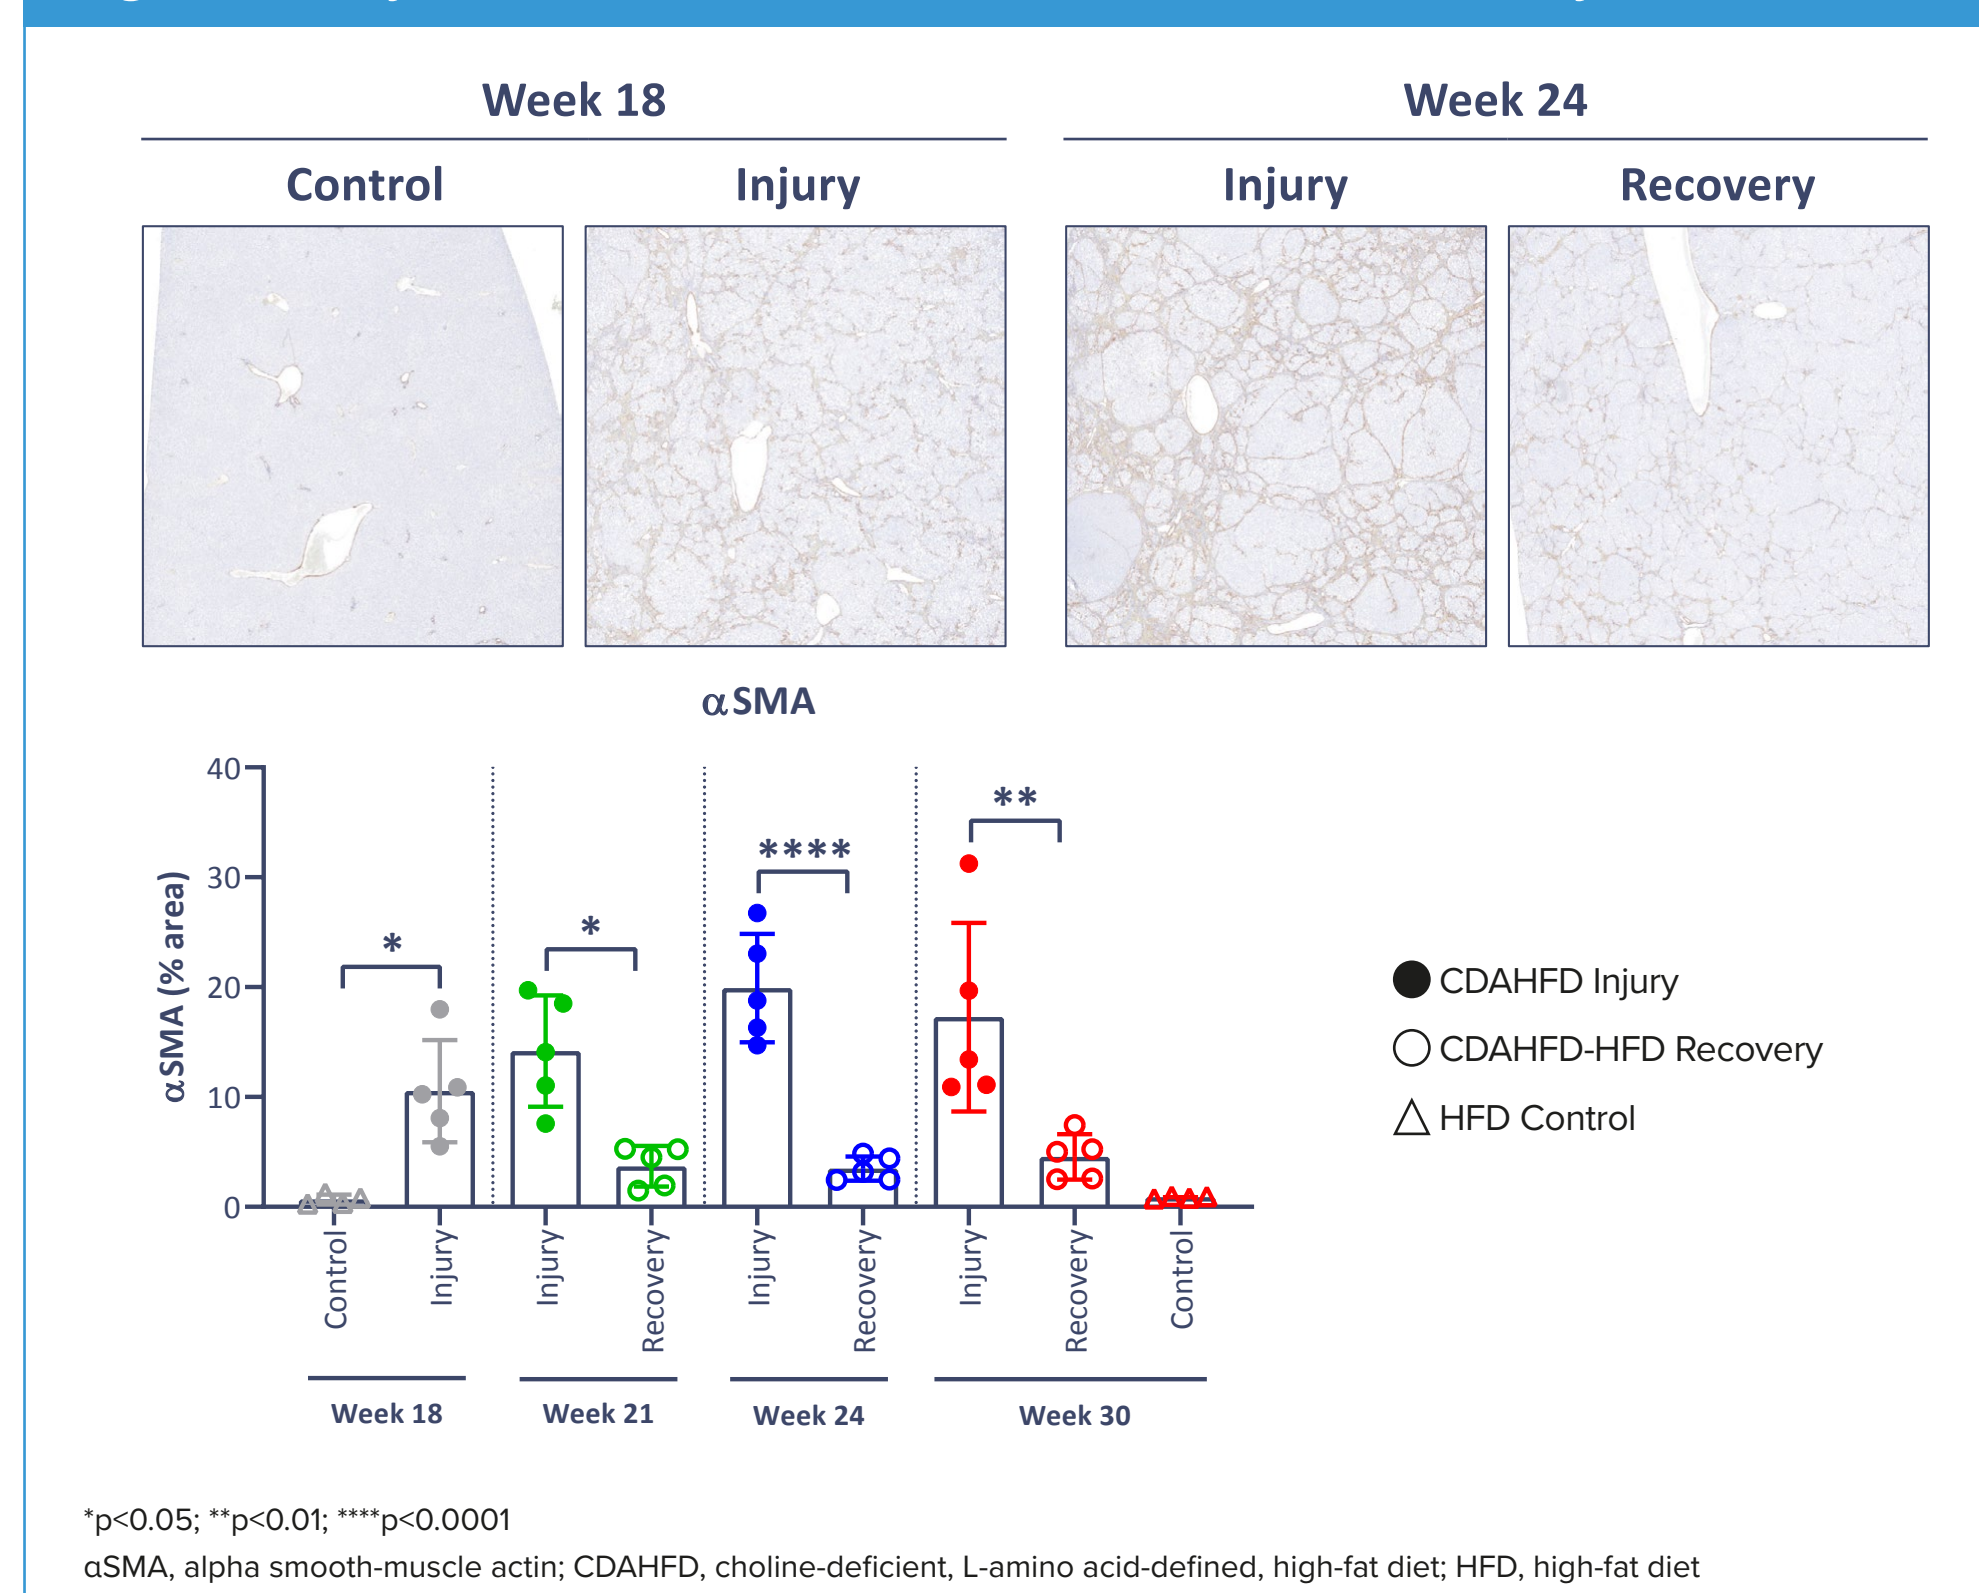 Week 18
Week 24
Control
Injury
Injury
Recovery
αSMA
αSMA (% area)
40
30
20
10
0
*
*
****
**
Control
Injury
Injury
Recovery
Injury
Recovery
Injury
Recovery
Control
Week 18
Week 21
Week 24
Week 30
CDAHFD Injury
CDAHFD-HFD Recovery
HFD Control
*p<0.05; **p<0.01; ****p<0.0001
αSMA, alpha smooth-muscle actin; CDAHFD, choline-deficient, L-amino acid-defined, high-fat diet; HFD, high-fat diet